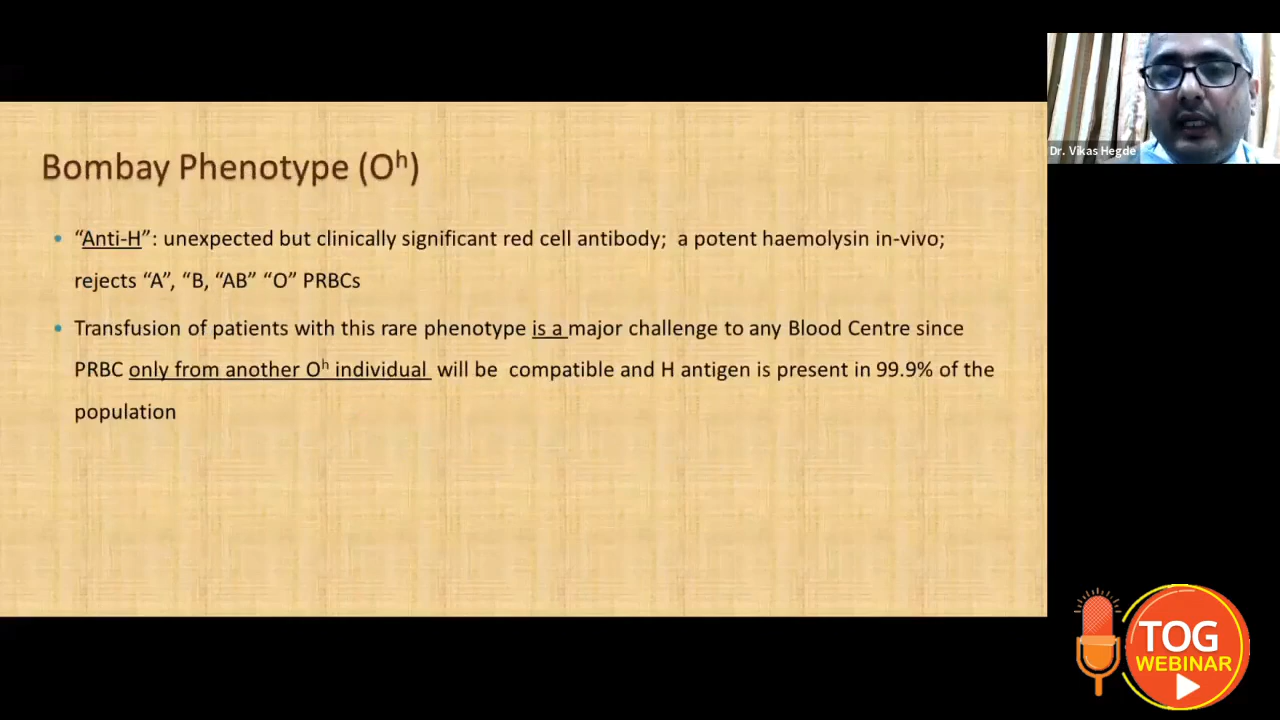 Bombay Phenotype (Oʰ)
• “Anti-H”: unexpected but clinically significant red cell antibody; a potent haemolysin in-vivo;
rejects “A”, “B, “AB” “O” PRBCs
• Transfusion of patients with this rare phenotype is a major challenge to any Blood Centre since
PRBC only from another Oʰ individual will be compatible and H antigen is present in 99.9% of the
population
Dr. Vikas Hegde
TOG
WEBINAR